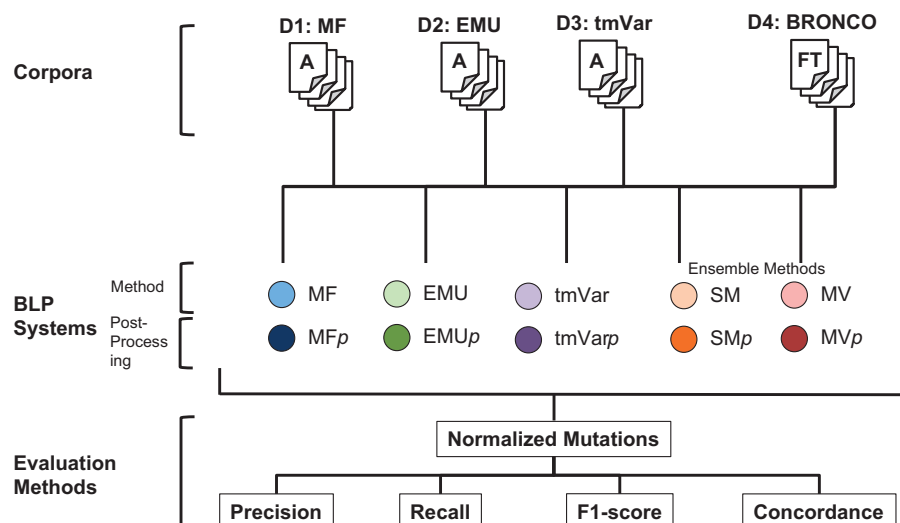 D1: MF D2: EMU D3: tmVar D4: BRONCO
Corpora
A A A FT
Ensemble Methods
Method
MF EMU tmVar SM MV
BLP
Systems
Post-
Process
ing
MFp EMUp tmVarp SMp MVp
Normalized Mutations
Evaluation
Methods
Precision Recall F1-score Concordance